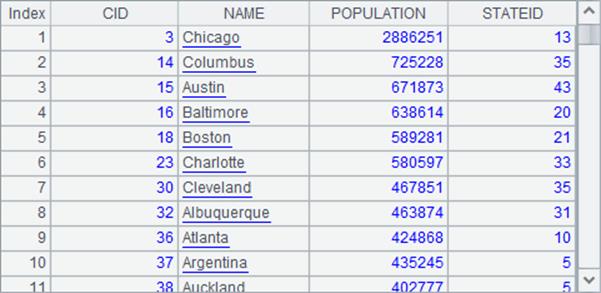 Index CID NAME POPULATION STATEID
1 3 Chicago 2886251 13
2 14 Columbus 725228 35
3 15 Austin 671873 43
4 16 Baltimore 638614 20
5 18 Boston 589281 21
6 23 Charlotte 580597 33
7 30 Cleveland 467851 35
8 32 Albuquerque 463874 31
9 36 Atlanta 424868 10
10 37 Argentina 435245 5
11 38 Auckland 402777 5